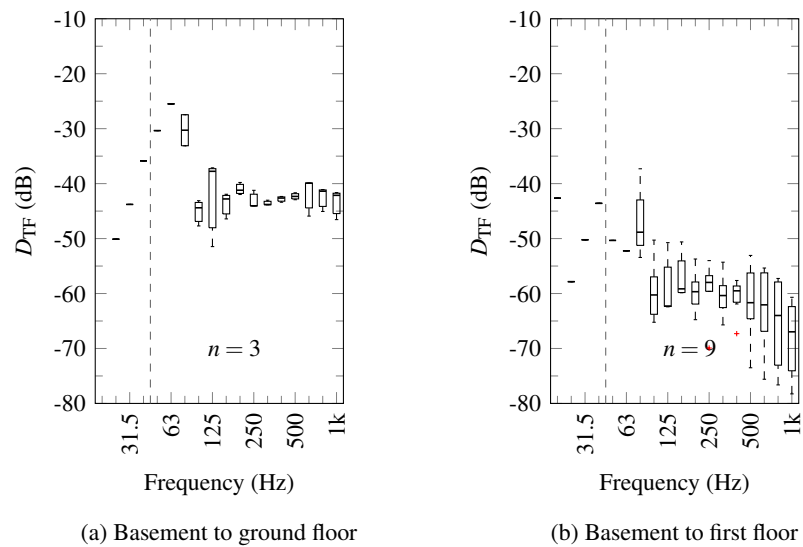 -10
-20
-30
-40
-50
-60
-70
-80
D_TF (dB)
n = 3
31.5 63 125 250 500 1k
Frequency (Hz)
(a) Basement to ground floor
-10
-20
-30
-40
-50
-60
-70
-80
D_TF (dB)
n = 9
31.5 63 125 250 500 1k
Frequency (Hz)
(b) Basement to first floor